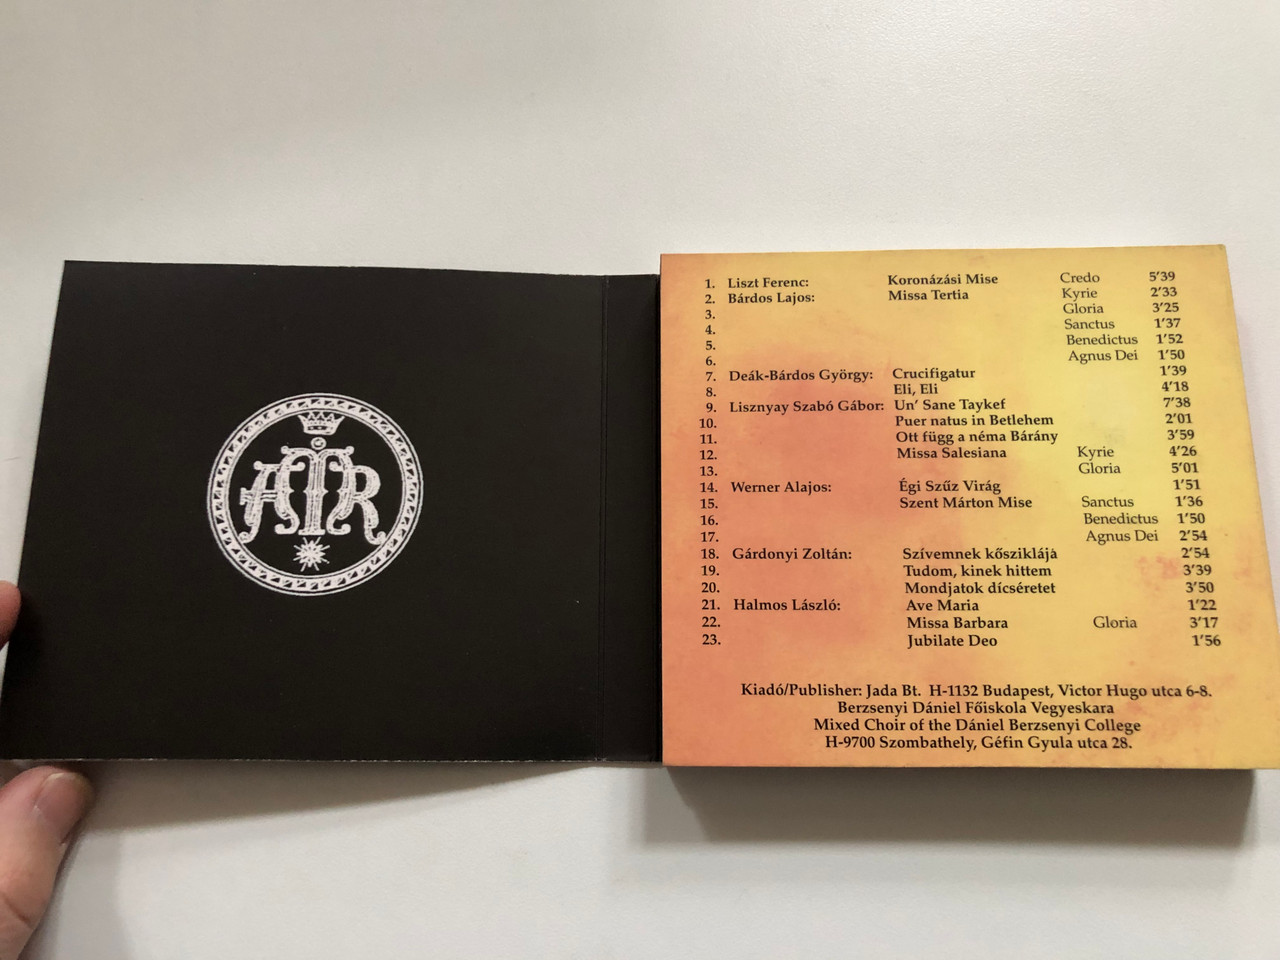 ATR
1. Liszt Ferenc: Koronázási Mise Credo 5'39
2. Bárdos Lajos: Missa Tertia Kyrie 2'33
3. Gloria 3'25
4. Sanctus 1'37
5. Benedictus 1'52
6. Agnus Dei 1'50
7. Deák-Bárdos György: Crucifigatur 1'39
8. Eli, Eli 4'18
9. Lisznyay Szabó Gábor: Un' Sane Taykef 7'38
10. Puer natus in Betlehem 2'01
11. Ott függ a néma Bárány 3'59
12. Missa Salesiana Kyrie 4'26
13. Gloria 5'01
14. Werner Alajos: Égi Szűz Virág 1'51
15. Szent Márton Mise Sanctus 1'36
16. Benedictus 1'50
17. Agnus Dei 2'54
18. Gárdonyi Zoltán: Szívemnek kősziklája 2'54
19. Tudom, kinek hittem 3'39
20. Mondjatok dícséretet 3'50
21. Halmos László: Ave Maria 1'22
22. Missa Barbara Gloria 3'17
23. Jubilate Deo 1'56
Kiadó/Publisher: Jada Bt. H-1132 Budapest, Victor Hugo utca 6-8.
Berzsenyi Dániel Főiskola Vegyeskara
Mixed Choir of the Dániel Berzsenyi College
H-9700 Szombathely, Géfin Gyula utca 28.